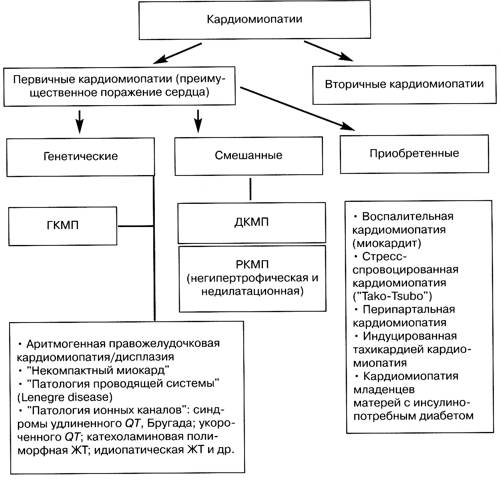 Кардиомиопатии
Первичные кардиомиопатии (преиму-
щественное поражение сердца)
Вторичные кардиомиопатии
Генетические
Смешанные
Приобретенные
ГКМП
ДКМП
РКМП
(негипертрофическая и
недилатационная)
· Аритмогенная правожелудочковая
кардиомиопатия/дисплазия
· "Некомпактный миокард"
· "Патология проводящей системы"
(Lenegre disease)
· "Патология ионных каналов": синд-
ромы удлиненного QT, Бругада; укоро-
ченного QT; катехоламиновая поли-
морфная ЖТ; идиопатическая ЖТ и др.
· Воспалительная
кардиомиопатия
(миокардит)
· Стресс-
спровоцированная
кардиомиопатия
("Tako-Tsubo")
· Перипартальная
кардиомиопатия
· Индуцированная
тахикардией кардио-
миопатия
· Кардиомиопатия
младенцев
матерей с инсулино-
потребным диабетом